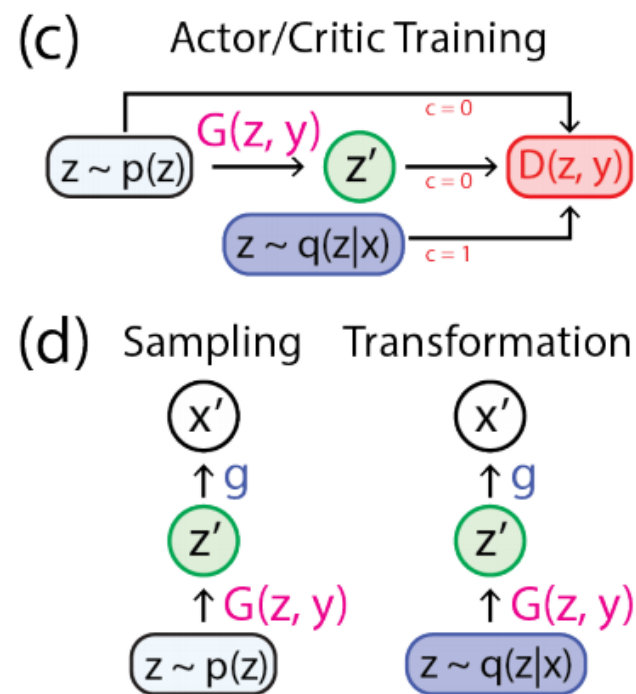 (c) Actor/Critic Training
c = 0
G(z, y)
z ~ p(z) z' c = 0 D(z, y)
z ~ q(z|x) c = 1
(d) Sampling Transformation
x' x'
g g
z' z'
G(z, y) G(z, y)
z ~ p(z) z ~ q(z|x)